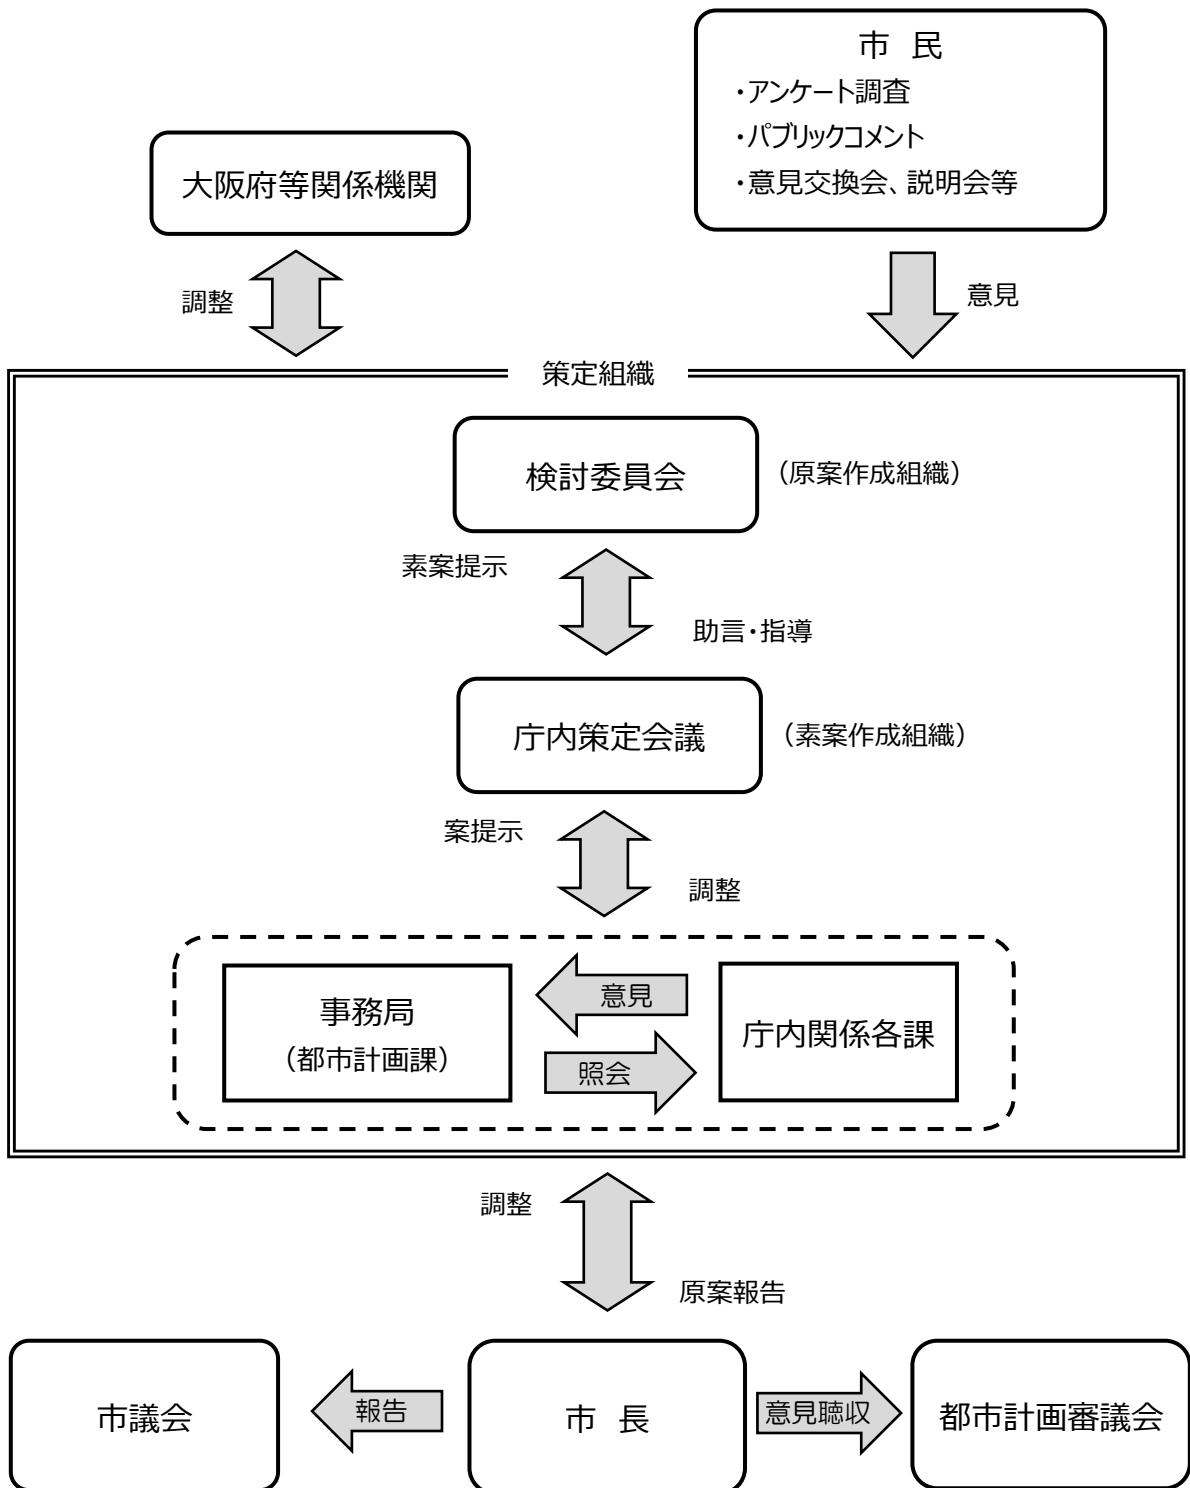 市 民
・アンケート調査
・パブリックコメント
・意見交換会、説明会等
大阪府等関係機関
調整
意見
策定組織
検討委員会
（原案作成組織）
素案提示
助言・指導
庁内策定会議
（素案作成組織）
案提示
調整
事務局
（都市計画課）
意見
照会
庁内関係各課
調整
原案報告
市議会
報告
市 長
意見聴収
都市計画審議会